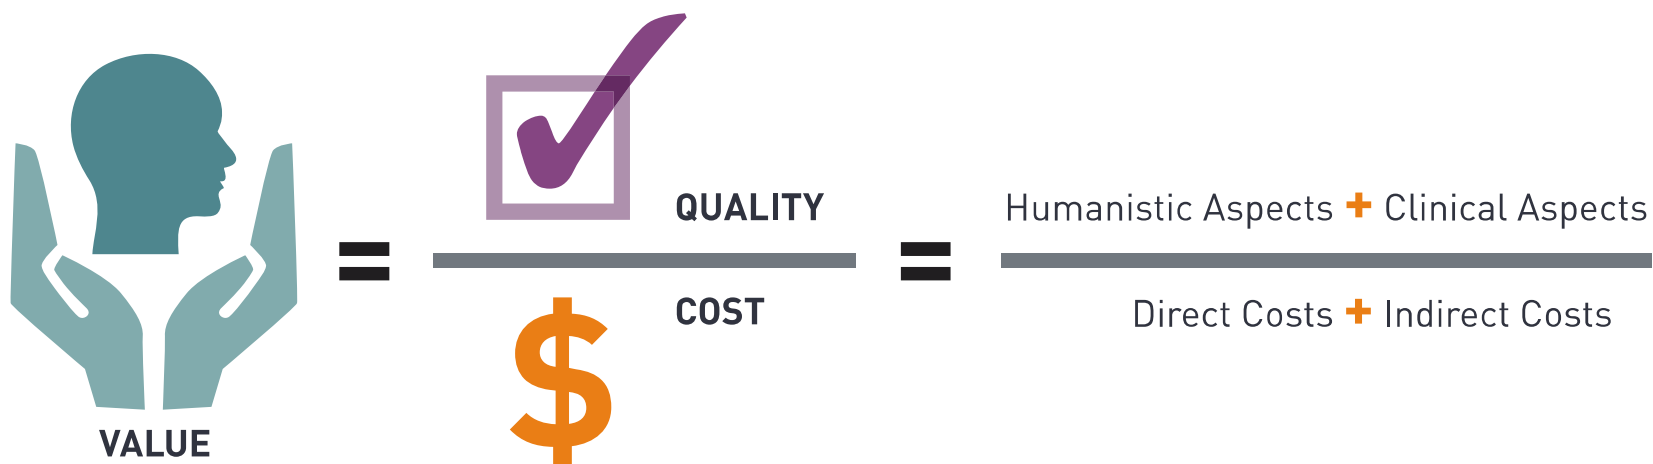 VALUE
=
QUALITY
COST
$
=
Humanistic Aspects + Clinical Aspects
Direct Costs + Indirect Costs